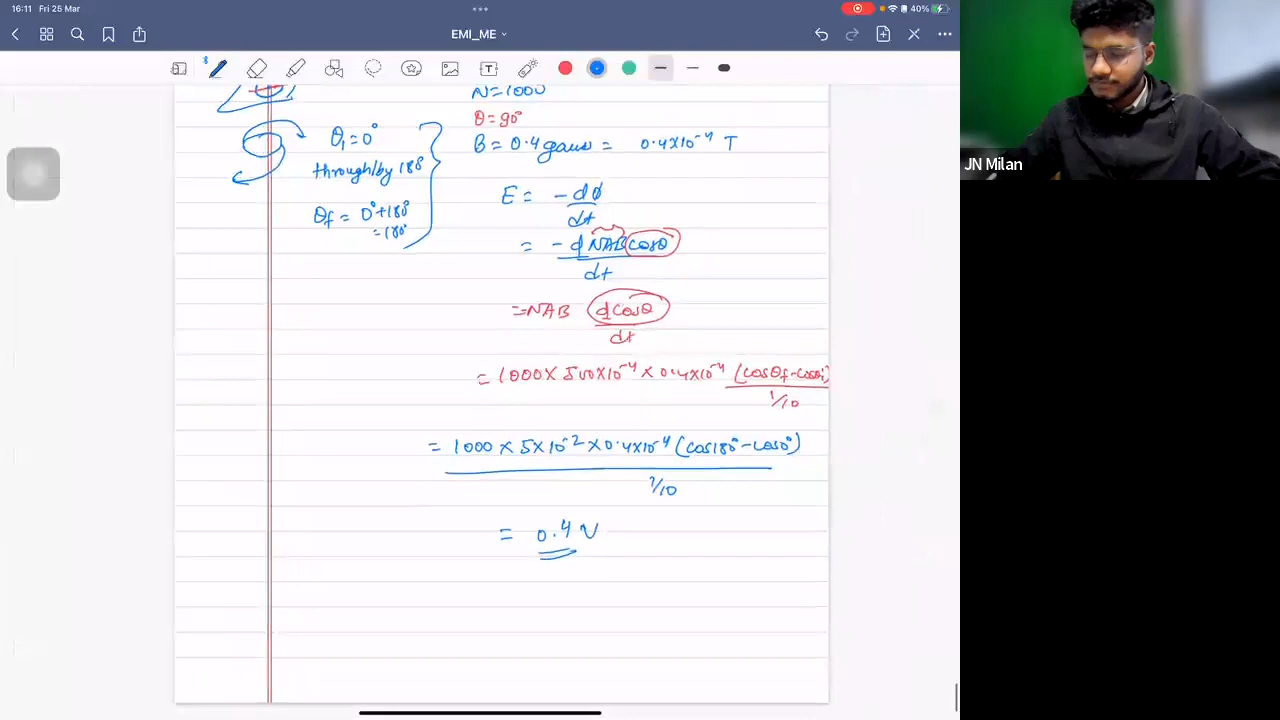 16:11 Fri 25 Mar
40%
EMI_ME
JN Milan
N=1000
θ=90°
B = 0.4 gaus = 0.4×10⁻⁴ T
θ₁=0°
through/by 180°
θf = 0°+180°
=180°
E = -dφ
dt
= -dNABcosθ
dt
=-NAB dcosθ
dt
= 1000× 500×10⁻⁴ × 0.4×10⁻⁴ (cosθf-cosθi)
1/10
= 1000 × 5×10⁻² × 0.4×10⁻⁴ (cos180°-cos0°)
1/10
= 0.4 V